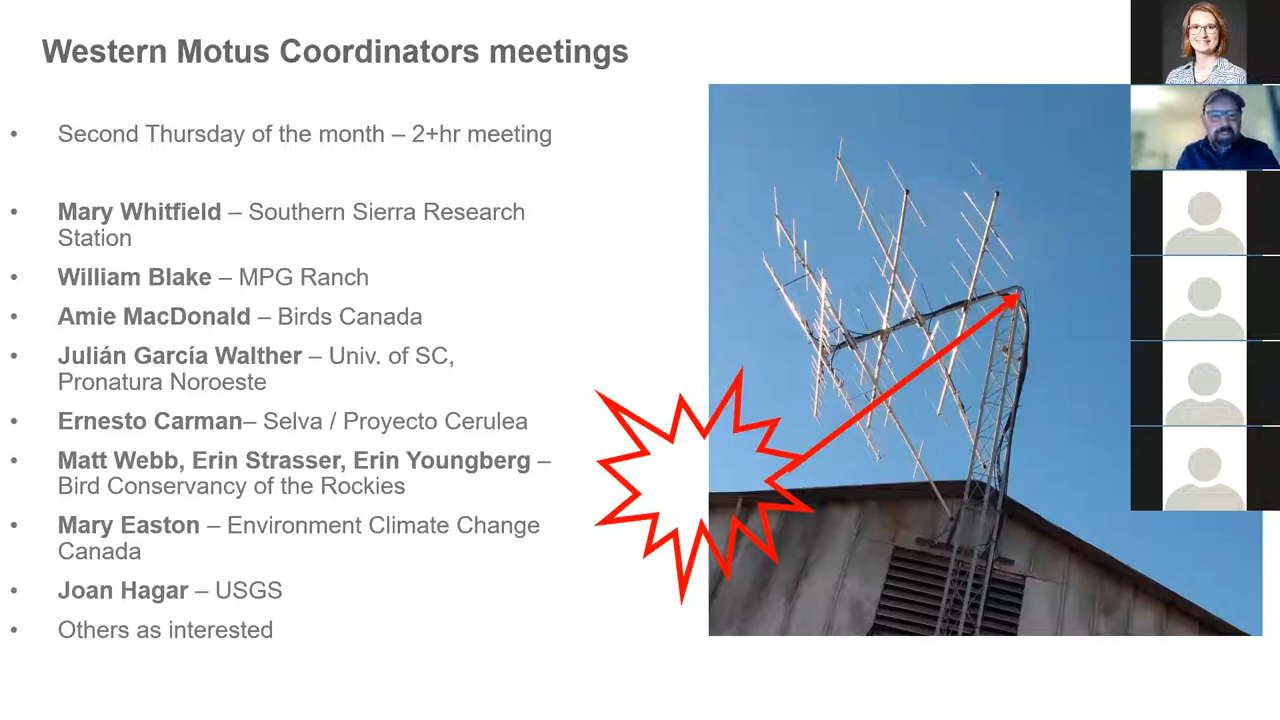 Western Motus Coordinators meetings
• Second Thursday of the month – 2+hr meeting
• Mary Whitfield – Southern Sierra Research
Station
• William Blake – MPG Ranch
• Amie MacDonald – Birds Canada
• Julián García Walther – Univ. of SC,
Pronatura Noroeste
• Ernesto Carman– Selva / Proyecto Cerulea
• Matt Webb, Erin Strasser, Erin Youngberg –
Bird Conservancy of the Rockies
• Mary Easton – Environment Climate Change
Canada
• Joan Hagar – USGS
• Others as interested